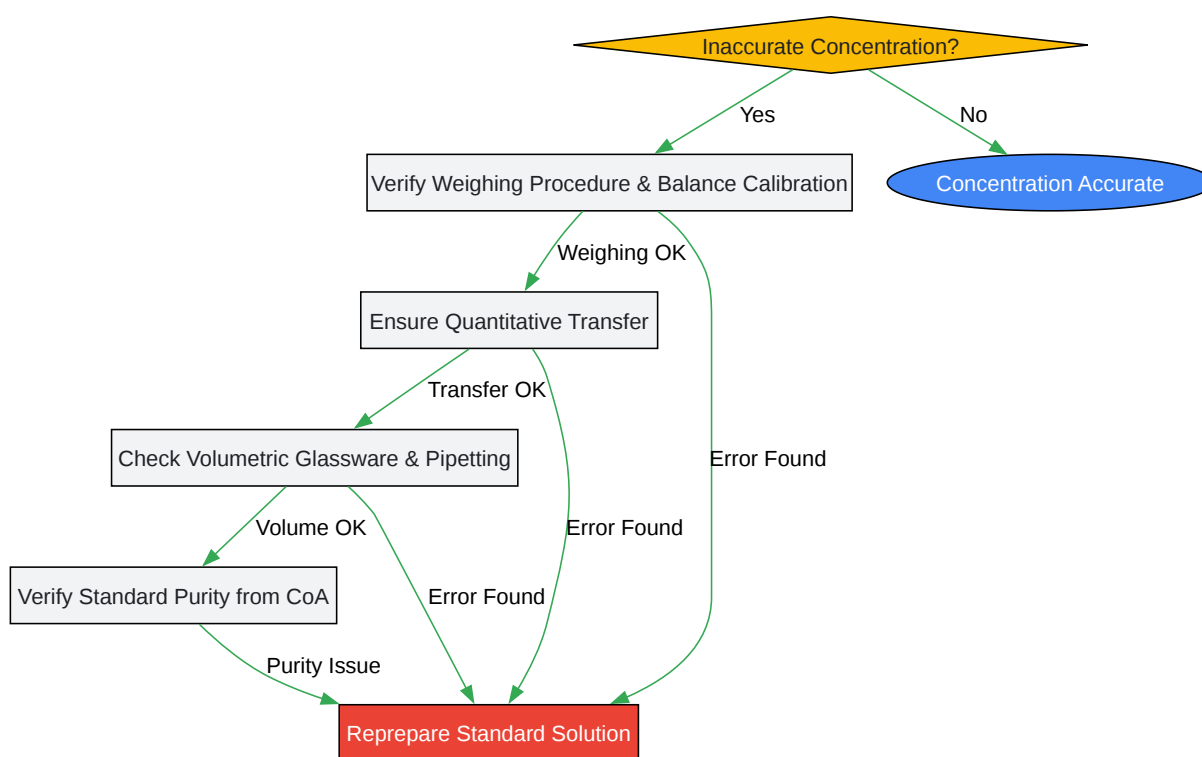 Inaccurate Concentration?
Yes
No
Verify Weighing Procedure & Balance Calibration
Concentration Accurate
Weighing OK
Ensure Quantitative Transfer
Transfer OK
Check Volumetric Glassware & Pipetting
Error Found
Volume OK
Error Found
Verify Standard Purity from CoA
Error Found
Purity Issue
Reprepare Standard Solution